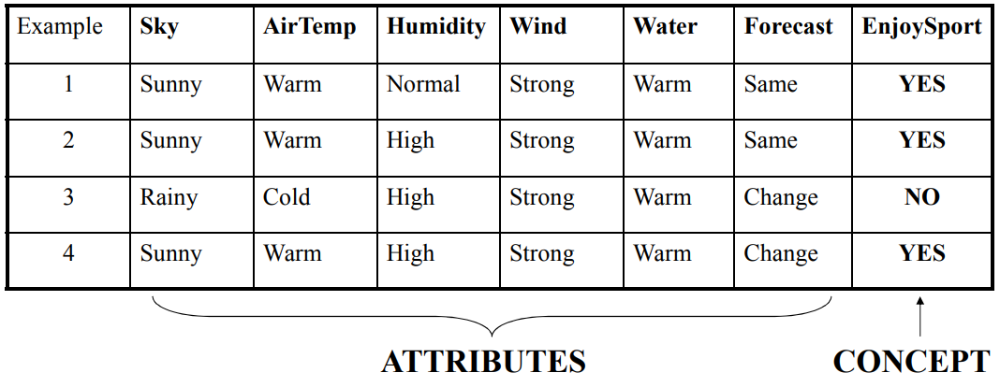 Example Sky AirTemp Humidity Wind Water Forecast EnjoySport
1 Sunny Warm Normal Strong Warm Same YES
2 Sunny Warm High Strong Warm Same YES
3 Rainy Cold High Strong Warm Change NO
4 Sunny Warm High Strong Warm Change YES
ATTRIBUTES CONCEPT